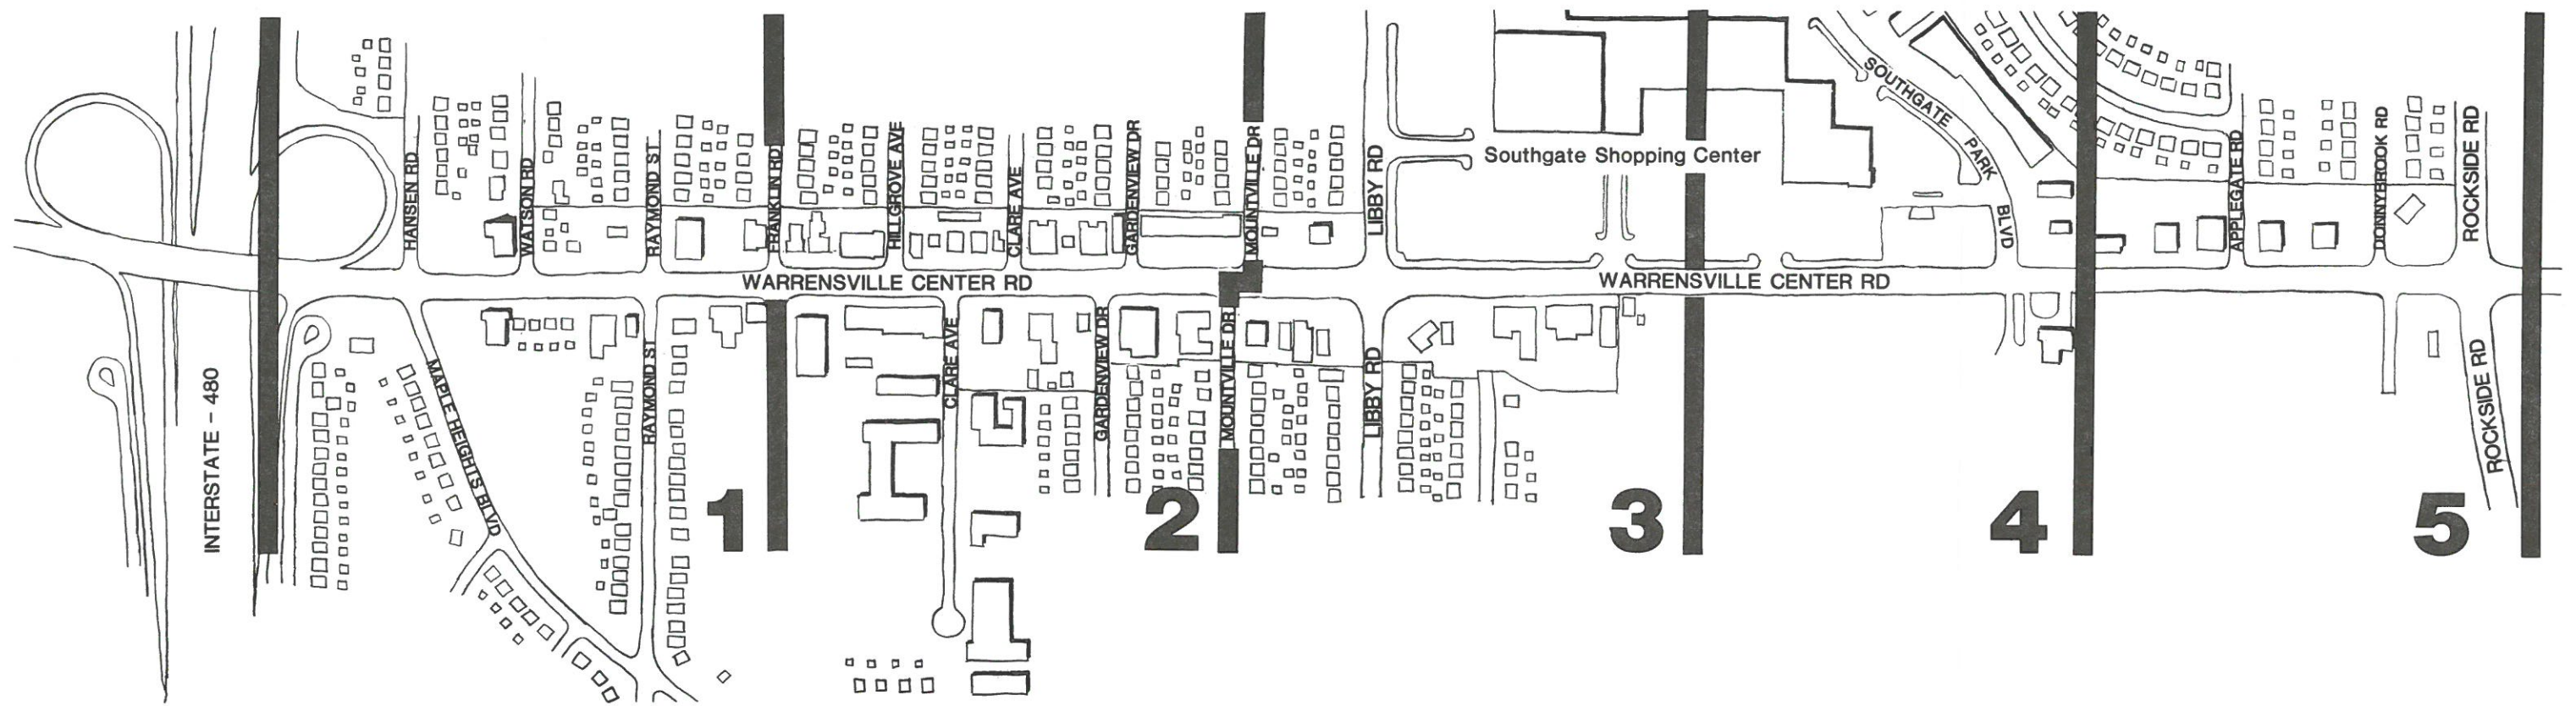 HANSEN RD
WATSON RD
RAYMOND ST
FRANKLIN RD
HILLGROVE AVE
CLARE AVE
GARDENVIEW DR
MOUNTVILLE DR
LIBBY RD
Southgate Shopping Center
SOUTHGATE PARK BLVD
APPLEGATE RD
DONNYBROOK RD
ROCKSIDE RD
WARRENSVILLE CENTER RD
WARRENSVILLE CENTER RD
INTERSTATE - 480
MAPLE HEIGHTS BLVD
RAYMOND ST
CLARE AVE
GARDENVIEW DR
MOUNTVILLE DR
LIBBY RD
ROCKSIDE RD
1
2
3
4
5